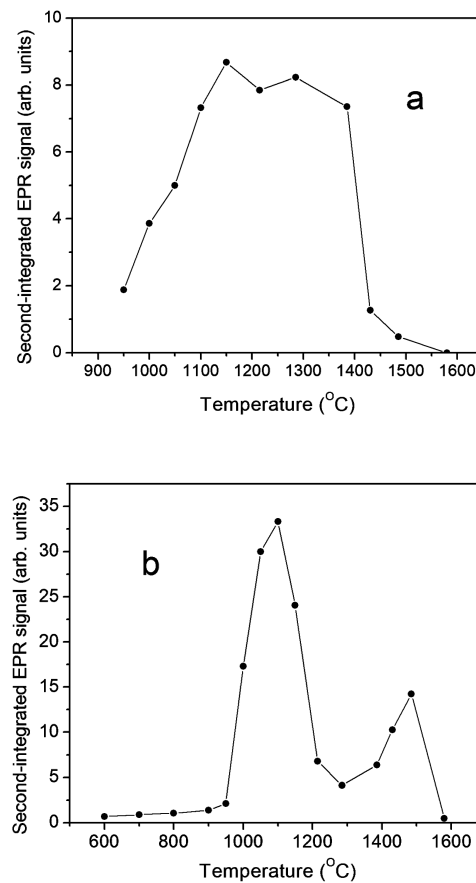 10
8
6
4
2
0
Second-integrated EPR signal (arb. units)
a
900 1000 1100 1200 1300 1400 1500 1600
Temperature (°C)
35
30
25
20
15
10
5
0
Second-integrated EPR signal (arb. units)
b
600 800 1000 1200 1400 1600
Temperature (°C)